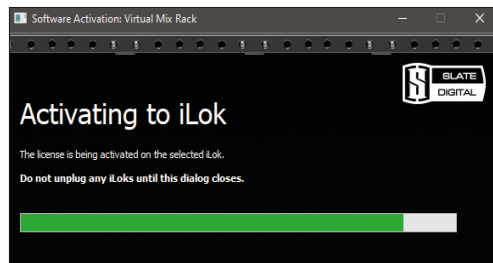 Software Activation: Virtual Mix Rack
SLATE
DIGITAL
Activating to iLok
The license is being activated on the selected iLok.
Do not unplug any iLoks until this dialog closes.